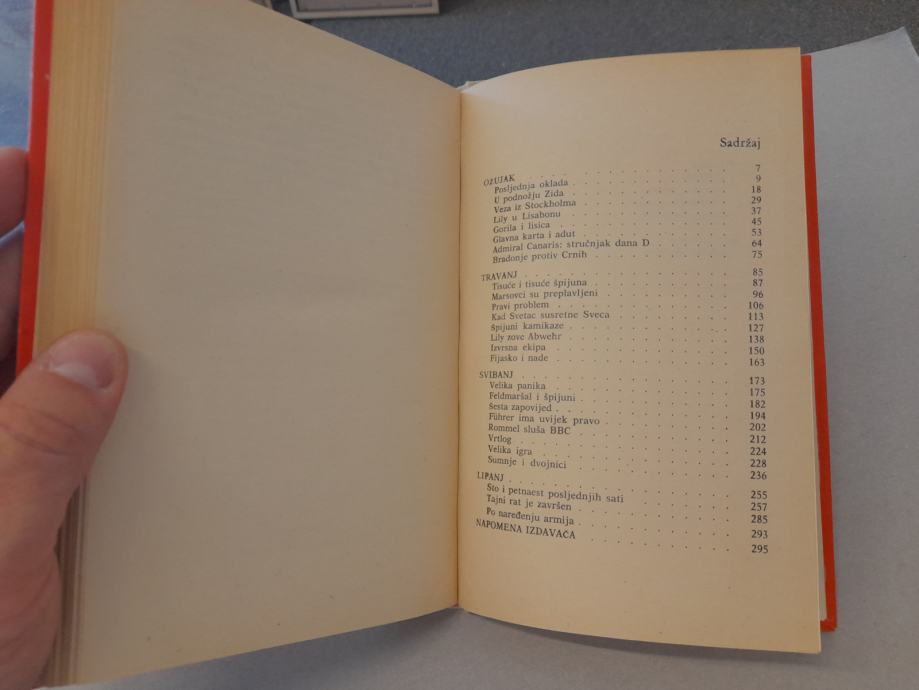 Sadržaj
OŽUJAK . . . . . . . . . . 7
Posljednja oklada . . . . . . . . . . 9
U podnožju Zida . . . . . . . . . . 18
Veza iz Stockholma . . . . . . . . . . 29
Lily u Lisabonu . . . . . . . . . . 37
Gorila i lisica . . . . . . . . . . 45
Glavna karta i adut . . . . . . . . . . 53
Admiral Canaris: stručnjak dana D . . . . . 64
Bradonje protiv Crnih . . . . . . . . . . 75
TRAVANJ . . . . . . . . . . 85
Tisuće i tisuće špijuna . . . . . . . . . . 87
Marsovci su preplavljeni . . . . . . . . . . 96
Pravi problem . . . . . . . . . . 106
Kad Svetac susretne Sveca . . . . . . . . . . 113
Špijuni kamikaze . . . . . . . . . . 127
Lily zove Abwehr . . . . . . . . . . 138
Izvrsna ekipa . . . . . . . . . . 150
Fijasko i nade . . . . . . . . . . 163
SVIBANJ . . . . . . . . . . 173
Velika panika . . . . . . . . . . 175
Feldmaršal i špijuni . . . . . . . . . . 182
Šesta zapovijed . . . . . . . . . . 194
Führer ima uvijek pravo . . . . . . . . . . 202
Rommel sluša BBC . . . . . . . . . . 212
Vrtlog . . . . . . . . . . 224
Velika igra . . . . . . . . . . 228
Sumnje i dvojnici . . . . . . . . . . 236
LIPANJ . . . . . . . . . . 255
Sto i petnaest posljednjih sati . . . . . . . . 257
Tajni rat je završen . . . . . . . . . . 285
Po naređenju armija . . . . . . . . . . 293
NAPOMENA IZDAVAČA . . . . . . . . 295